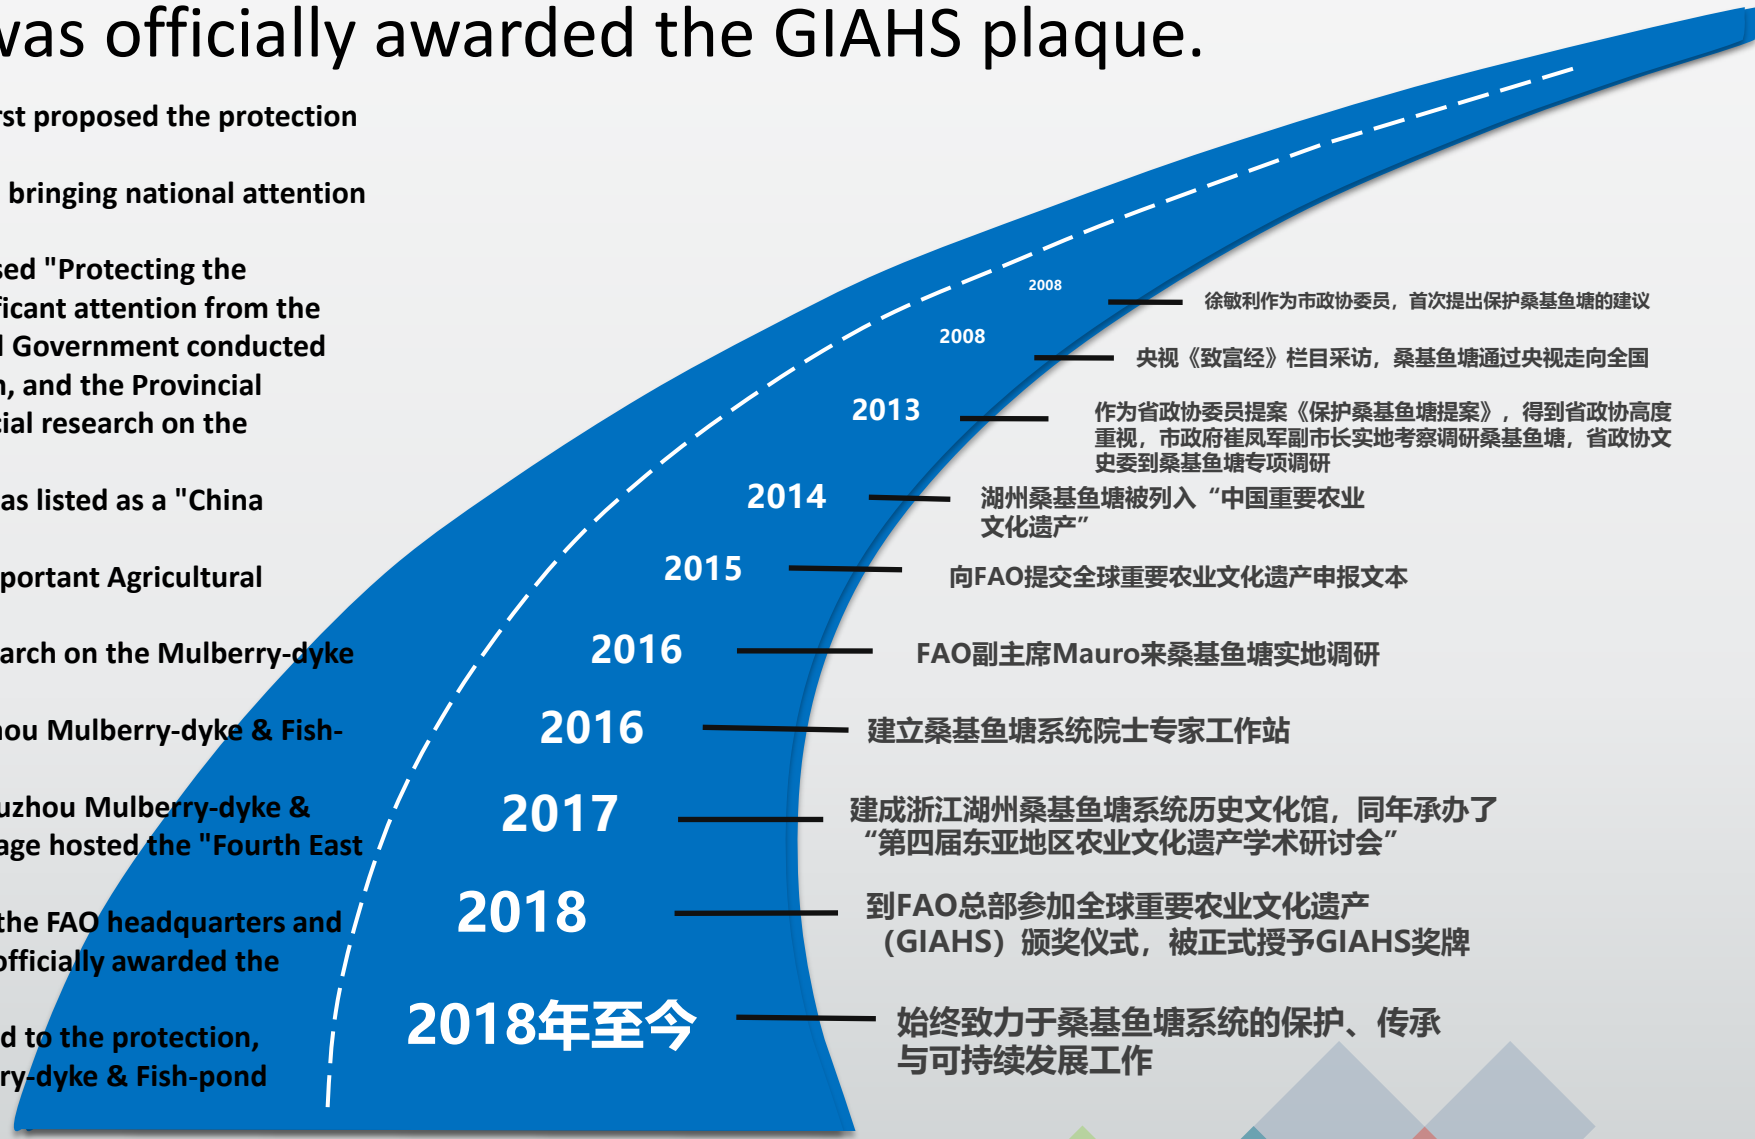 was officially awarded the GIAHS plaque.
rst proposed the protection
bringing national attention
sed "Protecting the
ficant attention from the
l Government conducted
n, and the Provincial
cial research on the
as listed as a "China
portant Agricultural
arch on the Mulberry-dyke
hou Mulberry-dyke & Fish-
uzhou Mulberry-dyke &
age hosted the "Fourth East
the FAO headquarters and
officially awarded the
d to the protection,
ry-dyke & Fish-pond
2008
徐敏利作为市政协委员，首次提出保护桑基鱼塘的建议
2008
央视《致富经》栏目采访，桑基鱼塘通过央视走向全国
2013
作为省政协委员提案《保护桑基鱼塘提案》，得到省政协高度
重视，市政府崔凤军副市长实地考察调研桑基鱼塘，省政协文
史委到桑基鱼塘专项调研
2014
湖州桑基鱼塘被列入“中国重要农业
文化遗产”
2015
向FAO提交全球重要农业文化遗产申报文本
2016
FAO副主席Mauro来桑基鱼塘实地调研
2016
建立桑基鱼塘系统院士专家工作站
2017
建成浙江湖州桑基鱼塘系统历史文化馆，同年承办了
“第四届东亚地区农业文化遗产学术研讨会”
2018
到FAO总部参加全球重要农业文化遗产
（GIAHS）颁奖仪式，被正式授予GIAHS奖牌
2018年至今
始终致力于桑基鱼塘系统的保护、传承
与可持续发展工作